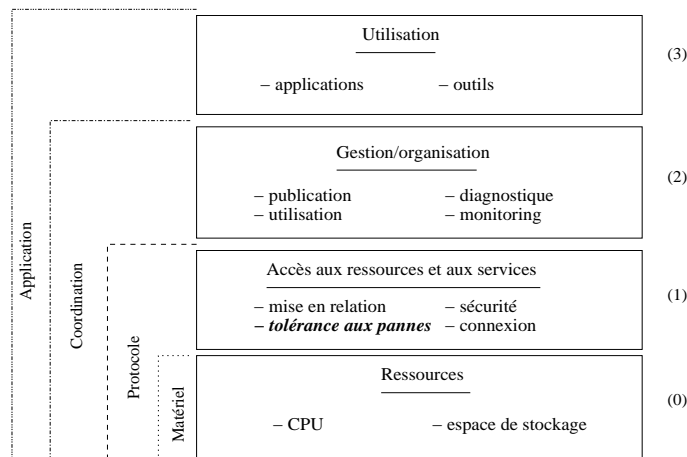 Utilisation
– applications – outils
(3)
Gestion/organisation
– publication – diagnostique
– utilisation – monitoring
(2)
Accès aux ressources et aux services
– mise en relation – sécurité
– tolérance aux pannes – connexion
(1)
Ressources
– CPU – espace de stockage
(0)
Application
Coordination
Protocole
Matériel